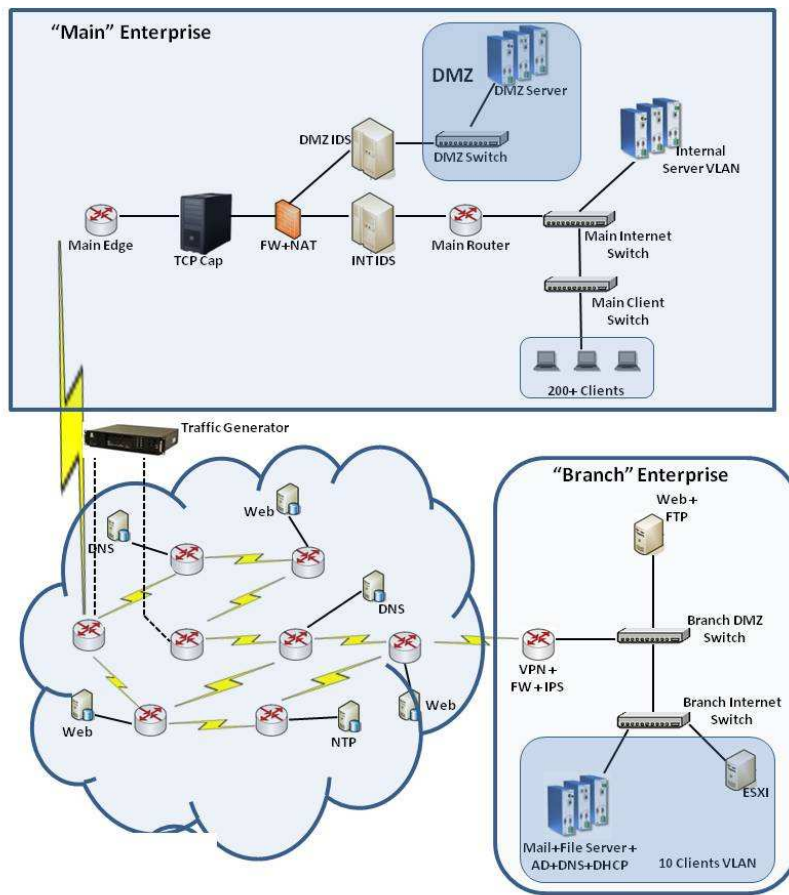 “Main” Enterprise
DMZ
DMZ Server
DMZ IDS
DMZ Switch
Internal
Server VLAN
Main Edge
TCP Cap
FW+NAT
INT IDS
Main Router
Main Internet
Switch
Main Client
Switch
200+ Clients
Traffic Generator
Web
DNS
DNS
Web
NTP
Web
“Branch” Enterprise
Web +
FTP
Branch DMZ
Switch
VPN +
FW + IPS
Branch Internet
Switch
ESXI
Mail+File Server +
AD+DNS+DHCP
10 Clients VLAN